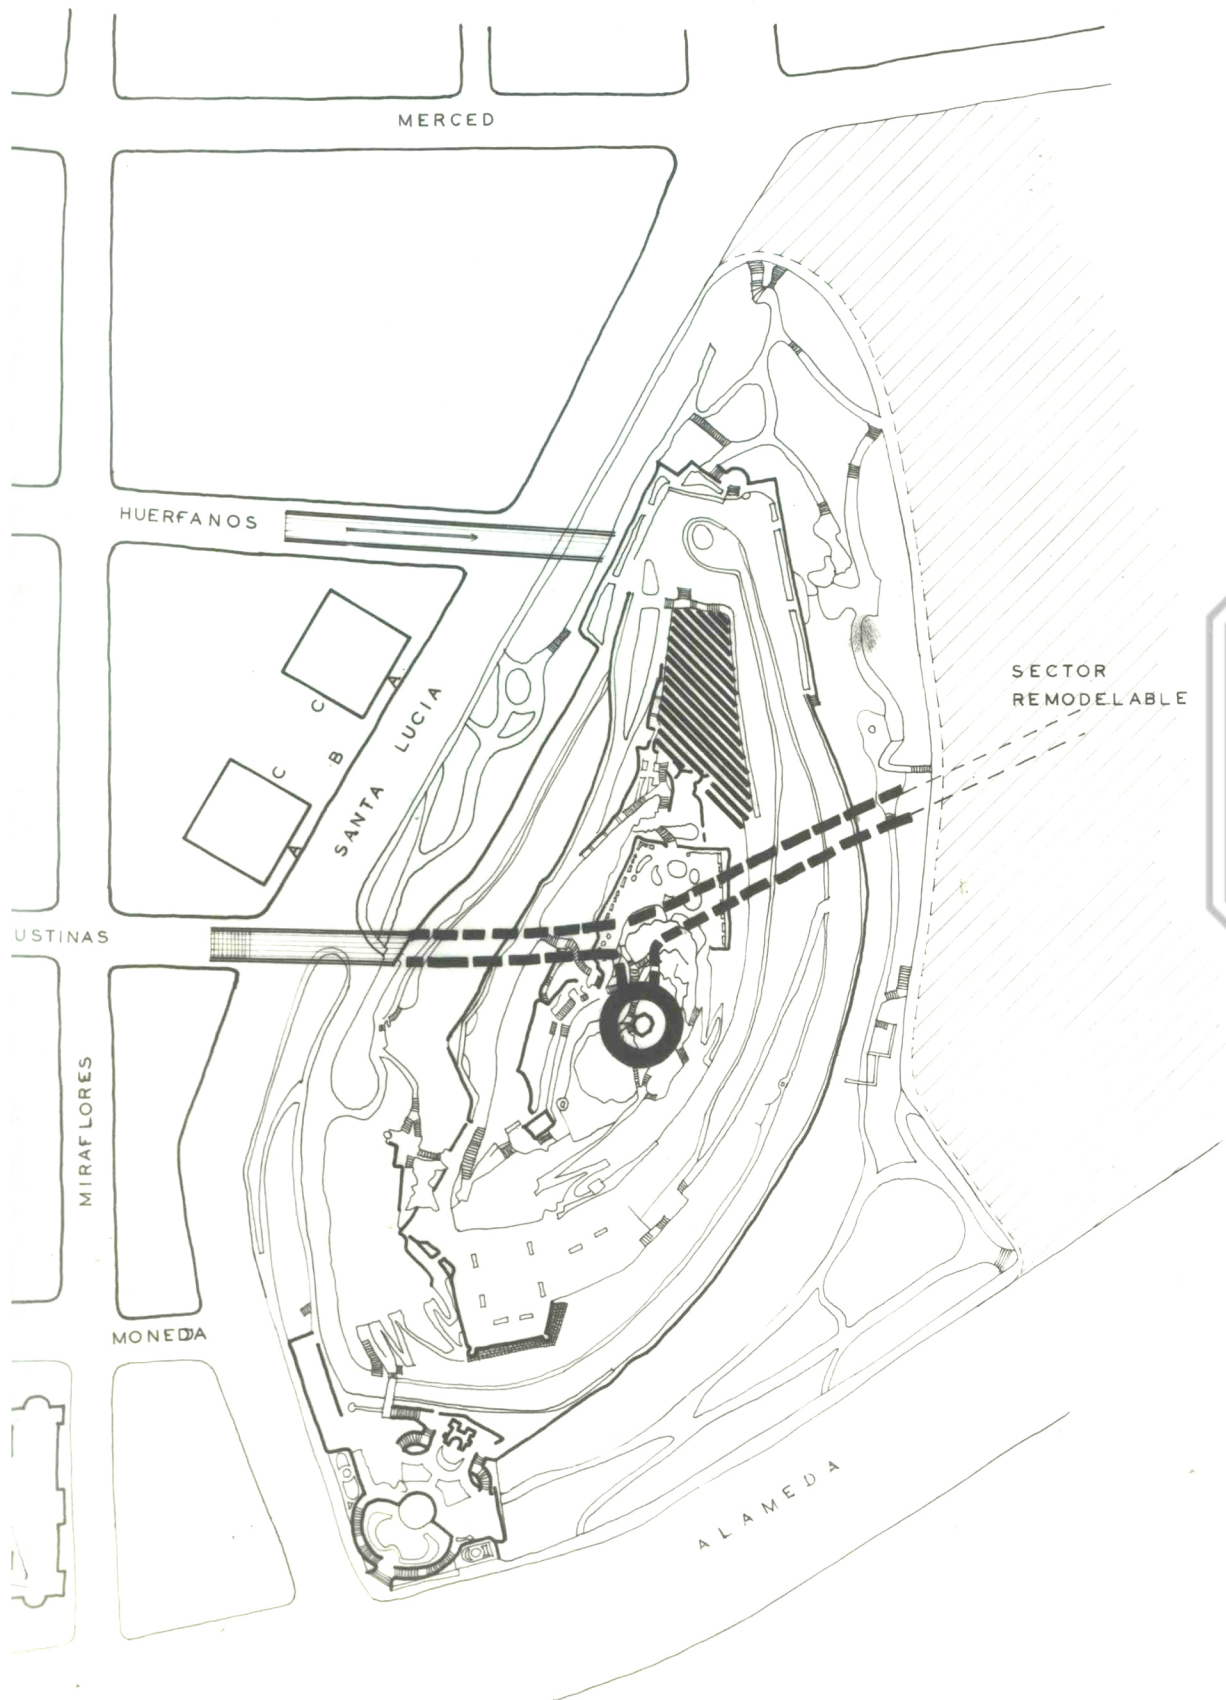 MERCED
HUERFANOS
SECTOR
REMODELABLE
C
A
SANTA LUCIA
B
C
A
USTINAS
MIRAFLORES
MONEDA
ALAMEDA